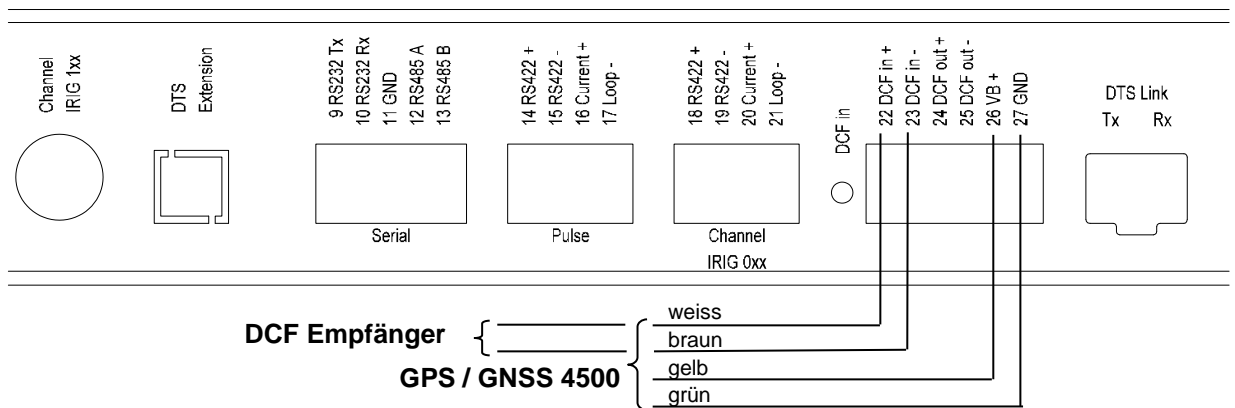 Channel
IRIG 1xx
DTS
Extension
9 RS232 Tx
10 RS232 Rx
11 GND
12 RS485 A
13 RS485 B
Serial
14 RS422 +
15 RS422 -
16 Current +
17 Loop -
Pulse
18 RS422 +
19 RS422 -
20 Current +
21 Loop -
Channel
IRIG 0xx
DCF in
22 DCF in +
23 DCF in -
24 DCF out +
25 DCF out -
26 VB +
27 GND
DTS Link
Tx Rx
DCF Empfänger
GPS / GNSS 4500
weiss
braun
gelb
grün